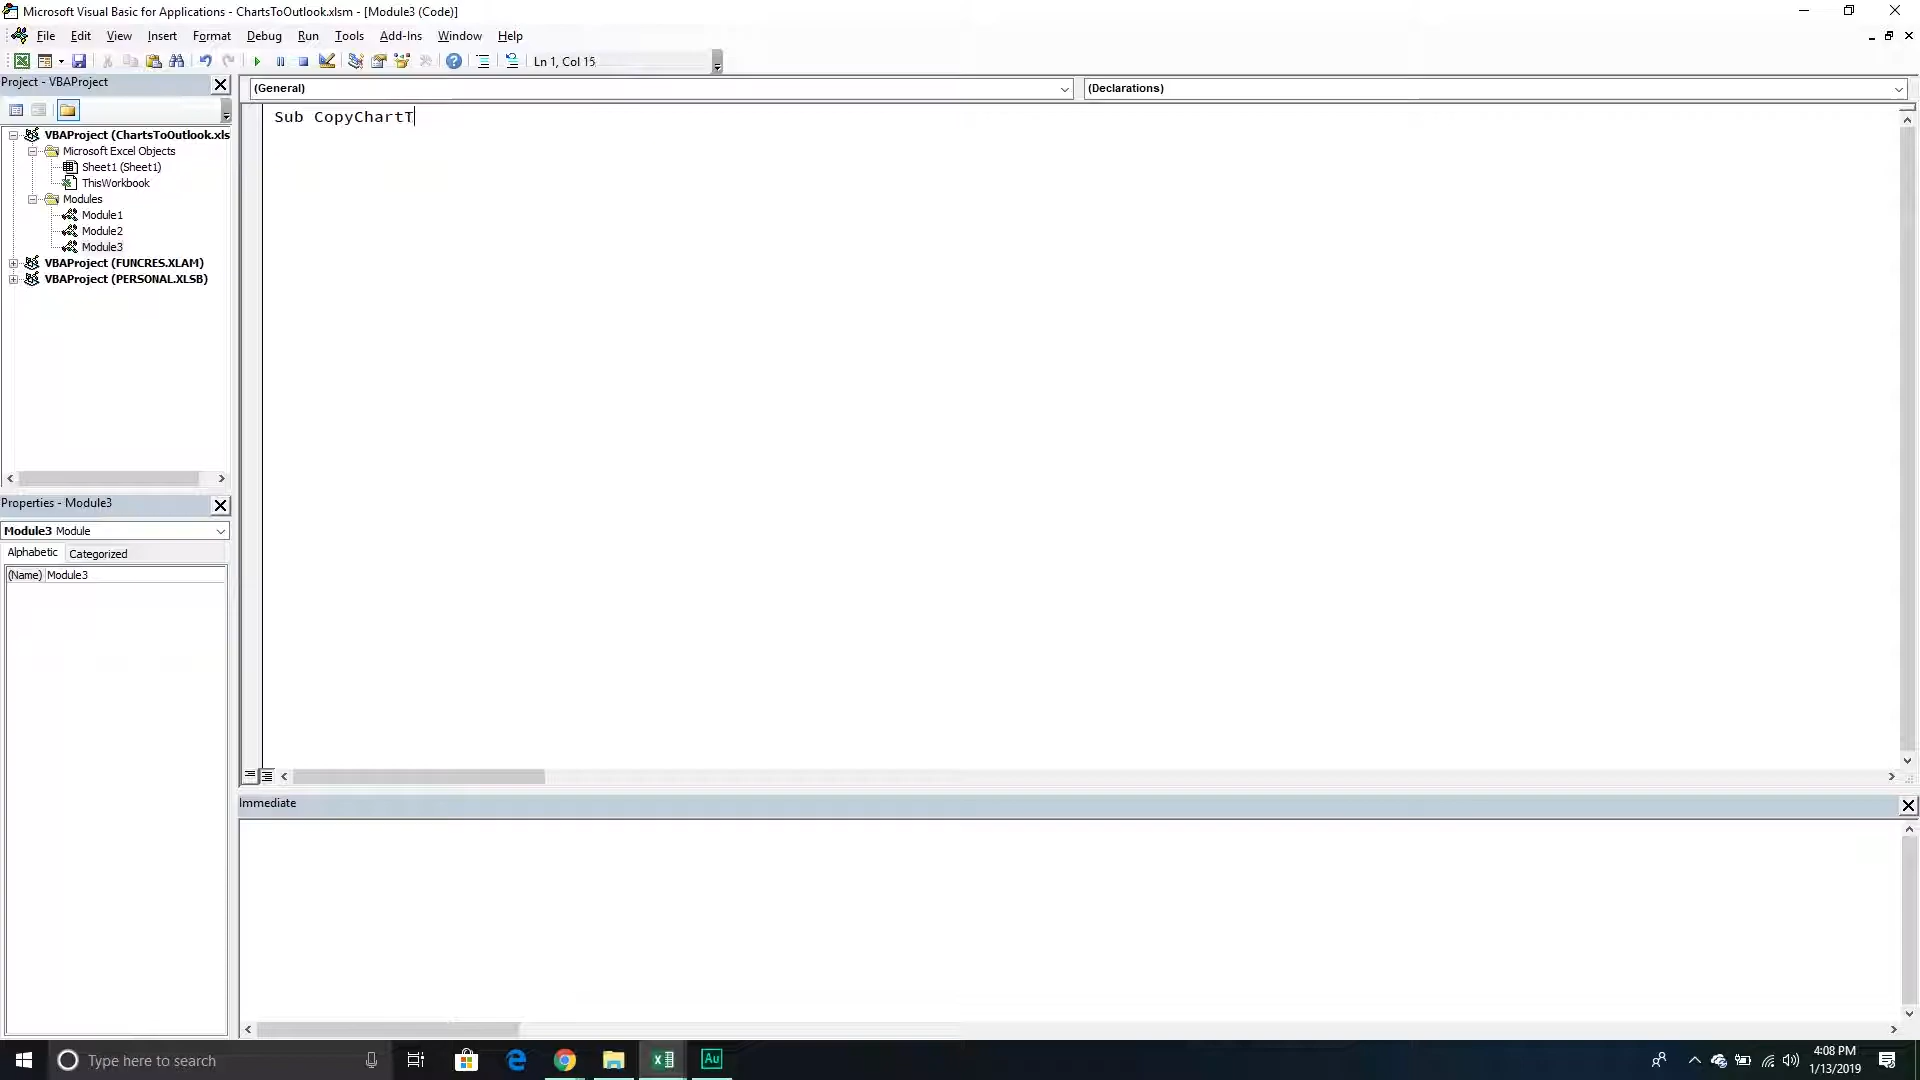 Microsoft Visual Basic for Applications - ChartsToOutlook.xlsm - [Module3 (Code)]
File Edit View Insert Format Debug Run Tools Add-Ins Window Help
Ln 1, Col 15
Project - VBAProject
(General)
(Declarations)
Sub CopyChartT
VBAProject (ChartsToOutlook.xls
Microsoft Excel Objects
Sheet1 (Sheet1)
ThisWorkbook
Modules
Module1
Module2
Module3
VBAProject (FUNCRES.XLAM)
VBAProject (PERSONAL.XLSB)
Properties - Module3
Module3 Module
Alphabetic Categorized
(Name) Module3
Immediate
Type here to search
Au
4:08 PM
1/13/2019